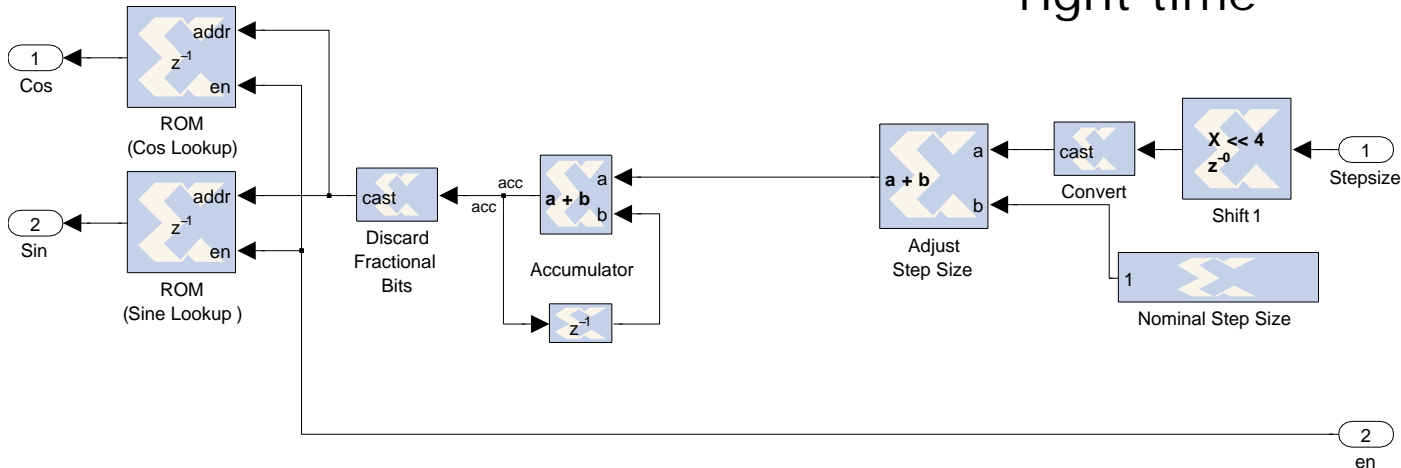 right time
addr
z⁻¹
en
1
Cos
ROM
(Cos Lookup)
addr
z⁻¹
en
2
Sin
ROM
(Sine Lookup )
cast
Discard
Fractional
Bits
acc
acc
a
a + b
b
Accumulator
z⁻¹
a
a + b
b
Adjust
Step Size
cast
Convert
X << 4
z⁻⁰
Shift 1
1
Stepsize
1
Nominal Step Size
2
en